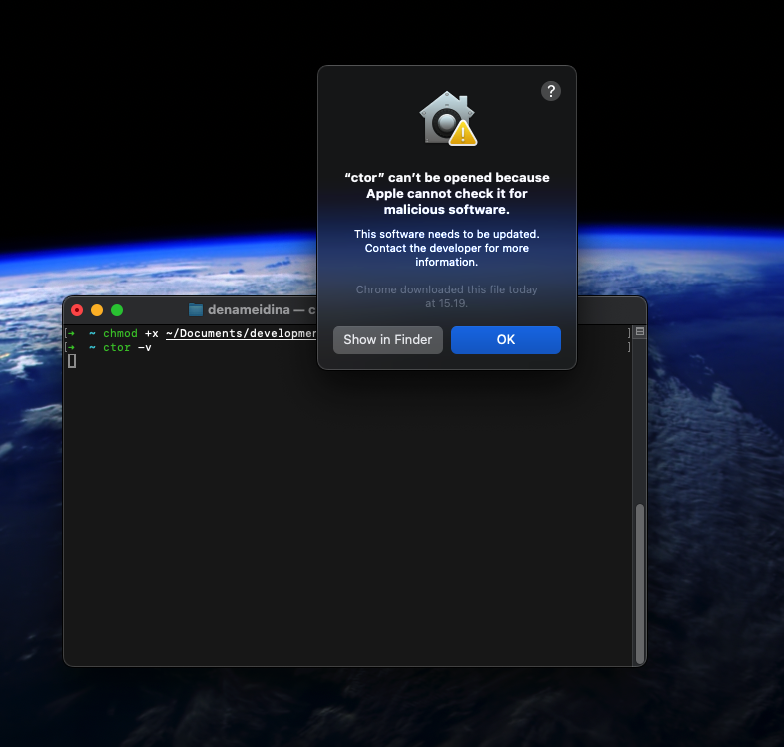 ?
“ctor” can’t be opened because
Apple cannot check it for
malicious software.
This software needs to be updated.
Contact the developer for more
information.
Chrome downloaded this file today
at 15.19.
Show in Finder
OK
denameidina — c
[➜ ~ chmod +x ~/Documents/developmen ]
[➜ ~ ctor -v ]